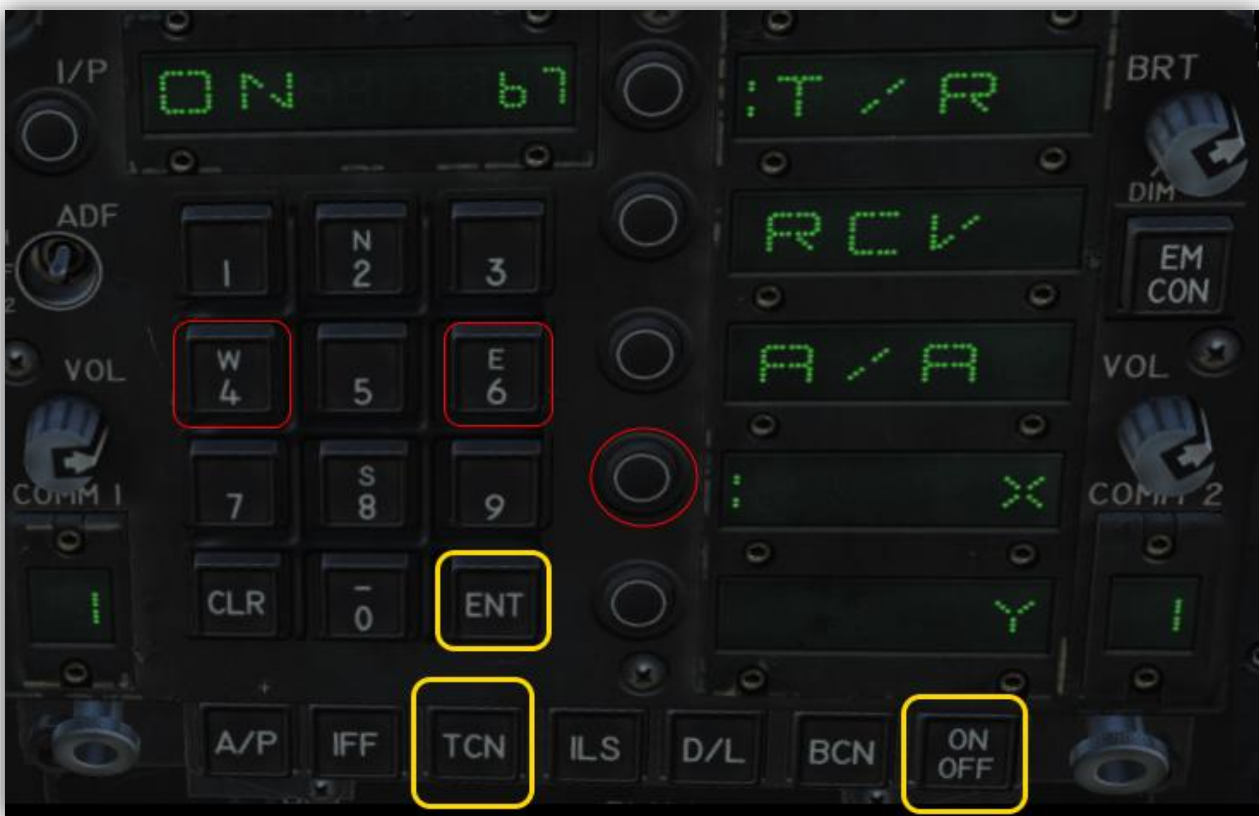 I/P
ON 67
:T/R
BRT
ADF
1
N
2
3
RCV
DIM
EM
CON
VOL
W
4
5
E
6
A/A
VOL
COMM 1
7
S
8
9
: X
COMM 2
1
CLR
–
0
ENT
Y
1
A/P
IFF
TCN
ILS
D/L
BCN
ON
OFF